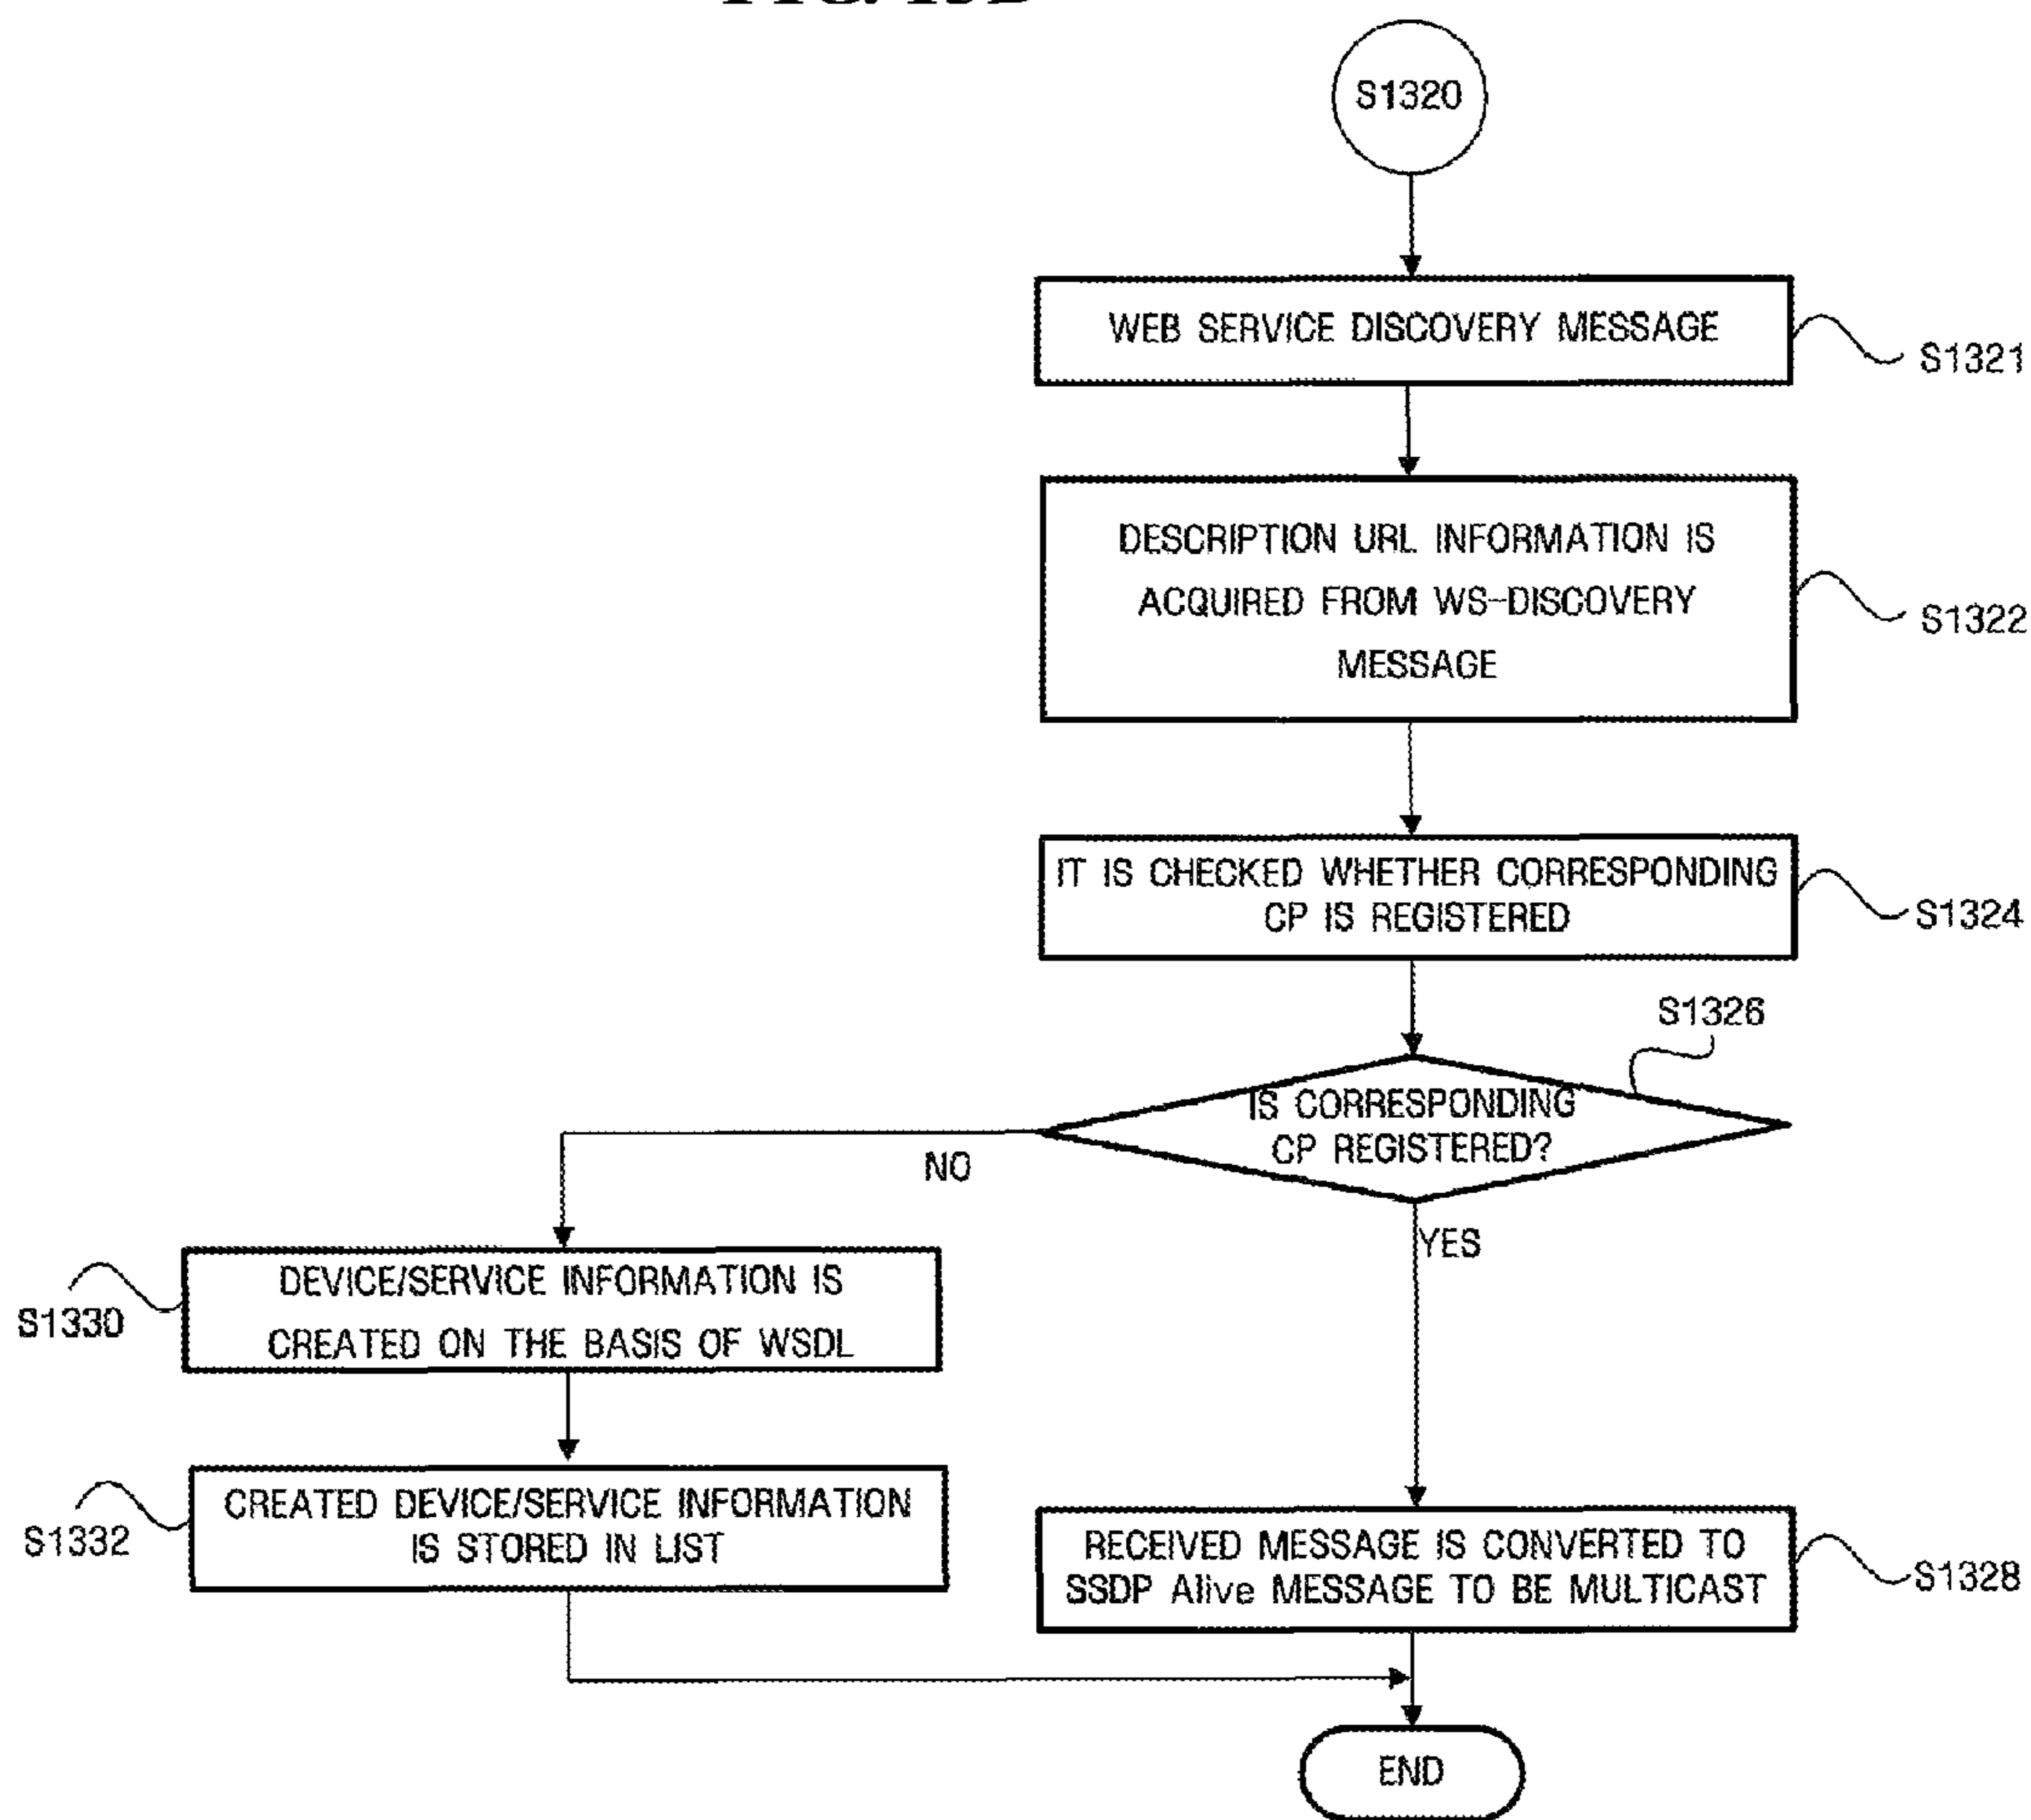 S1320
WEB SERVICE DISCOVERY MESSAGE
S1321
DESCRIPTION URL INFORMATION IS
ACQUIRED FROM WS-DISCOVERY
MESSAGE
S1322
IT IS CHECKED WHETHER CORRESPONDING
CP IS REGISTERED
S1324
S1326
IS CORRESPONDING
CP REGISTERED?
NO
YES
DEVICE/SERVICE INFORMATION IS
CREATED ON THE BASIS OF WSDL
S1330
CREATED DEVICE/SERVICE INFORMATION
IS STORED IN LIST
S1332
RECEIVED MESSAGE IS CONVERTED TO
SSDP Alive MESSAGE TO BE MULTICAST
S1328
END